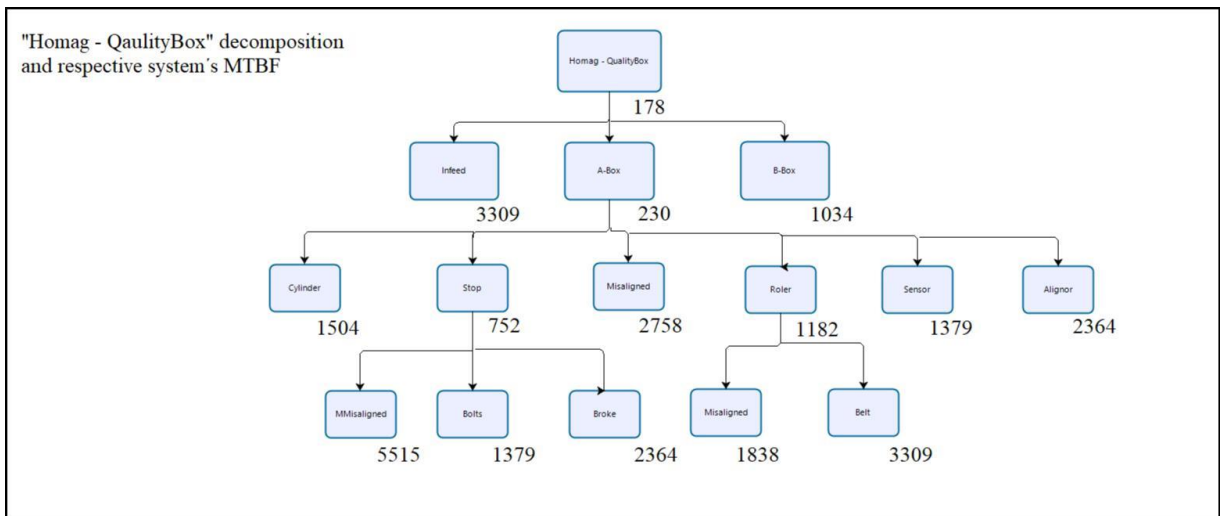 "Homag - QaulityBox" decomposition
and respective system´s MTBF
Homag - QualityBox
178
Infeed
A-Box
B-Box
3309
230
1034
Cylinder
Stop
Misaligned
Roler
Sensor
Alignor
1504
752
2758
1182
1379
2364
MMisaligned
Bolts
Broke
Misaligned
Belt
5515
1379
2364
1838
3309